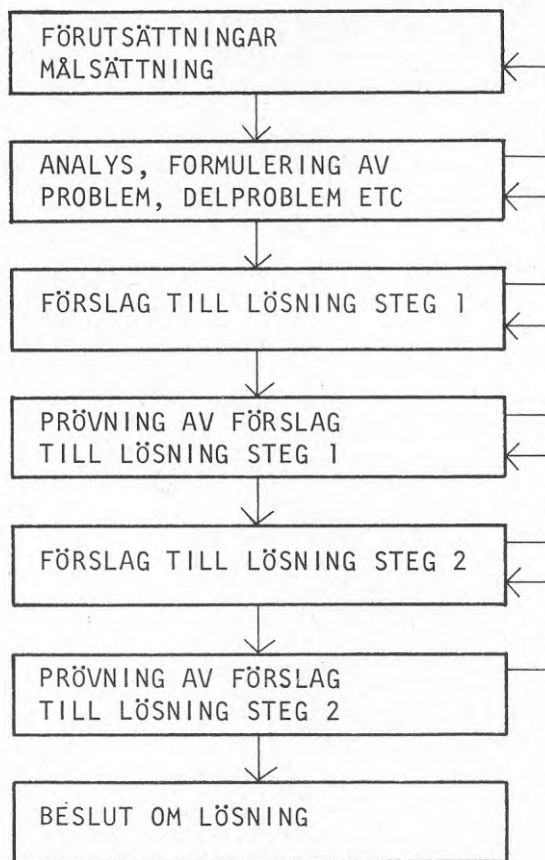 FÖRUTSÄTTNINGAR
MÅLSÄTTNING
ANALYS, FORMULERING AV
PROBLEM, DELPROBLEM ETC
FÖRSLAG TILL LÖSNING STEG 1
PRÖVNING AV FÖRSLAG
TILL LÖSNING STEG 1
FÖRSLAG TILL LÖSNING STEG 2
PRÖVNING AV FÖRSLAG
TILL LÖSNING STEG 2
BESLUT OM LÖSNING